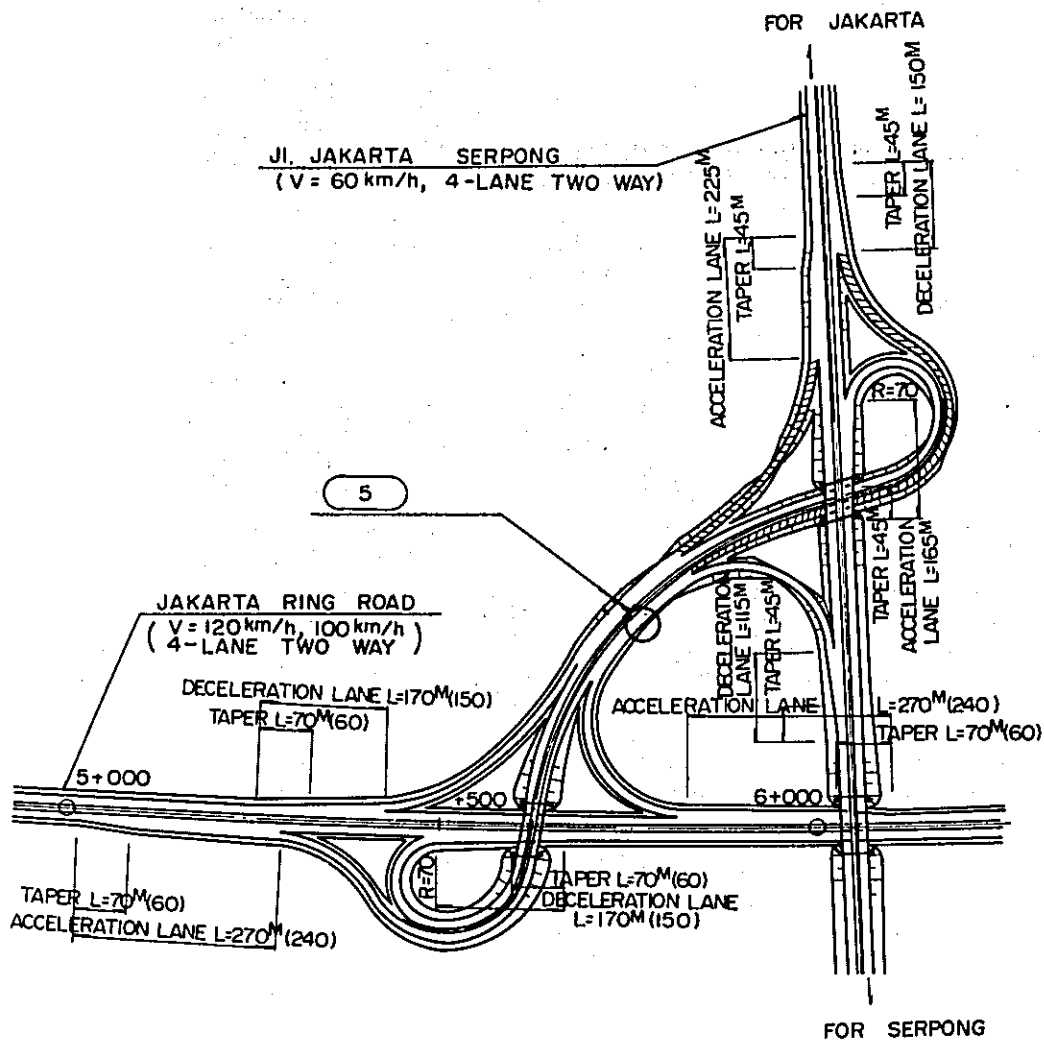 FOR JAKARTA
JI. JAKARTA SERPONG
( V = 60 km/h, 4-LANE TWO WAY)
ACCELERATION LANE L=225M
TAPER L=45M
TAPER L=45M
DECELERATION LANE L=150M
R=70
5
TAPER L=45M
ACCELERATION
LANE L=165M
JAKARTA RING ROAD
( V=120km/h, 100km/h )
4-LANE TWO WAY
DECELERATION
LANE L=115M
TAPER L=45M
DECELERATION LANE L=170M(150)
TAPER L=70M(60)
ACCELERATION LANE L=270M(240)
TAPER L=70M(60)
5+000
+500
6+000
R=70
TAPER L=70M(60)
ACCELERATION LANE L=270M(240)
TAPER L=70M(60)
DECELERATION LANE
L=170M(150)
FOR SERPONG